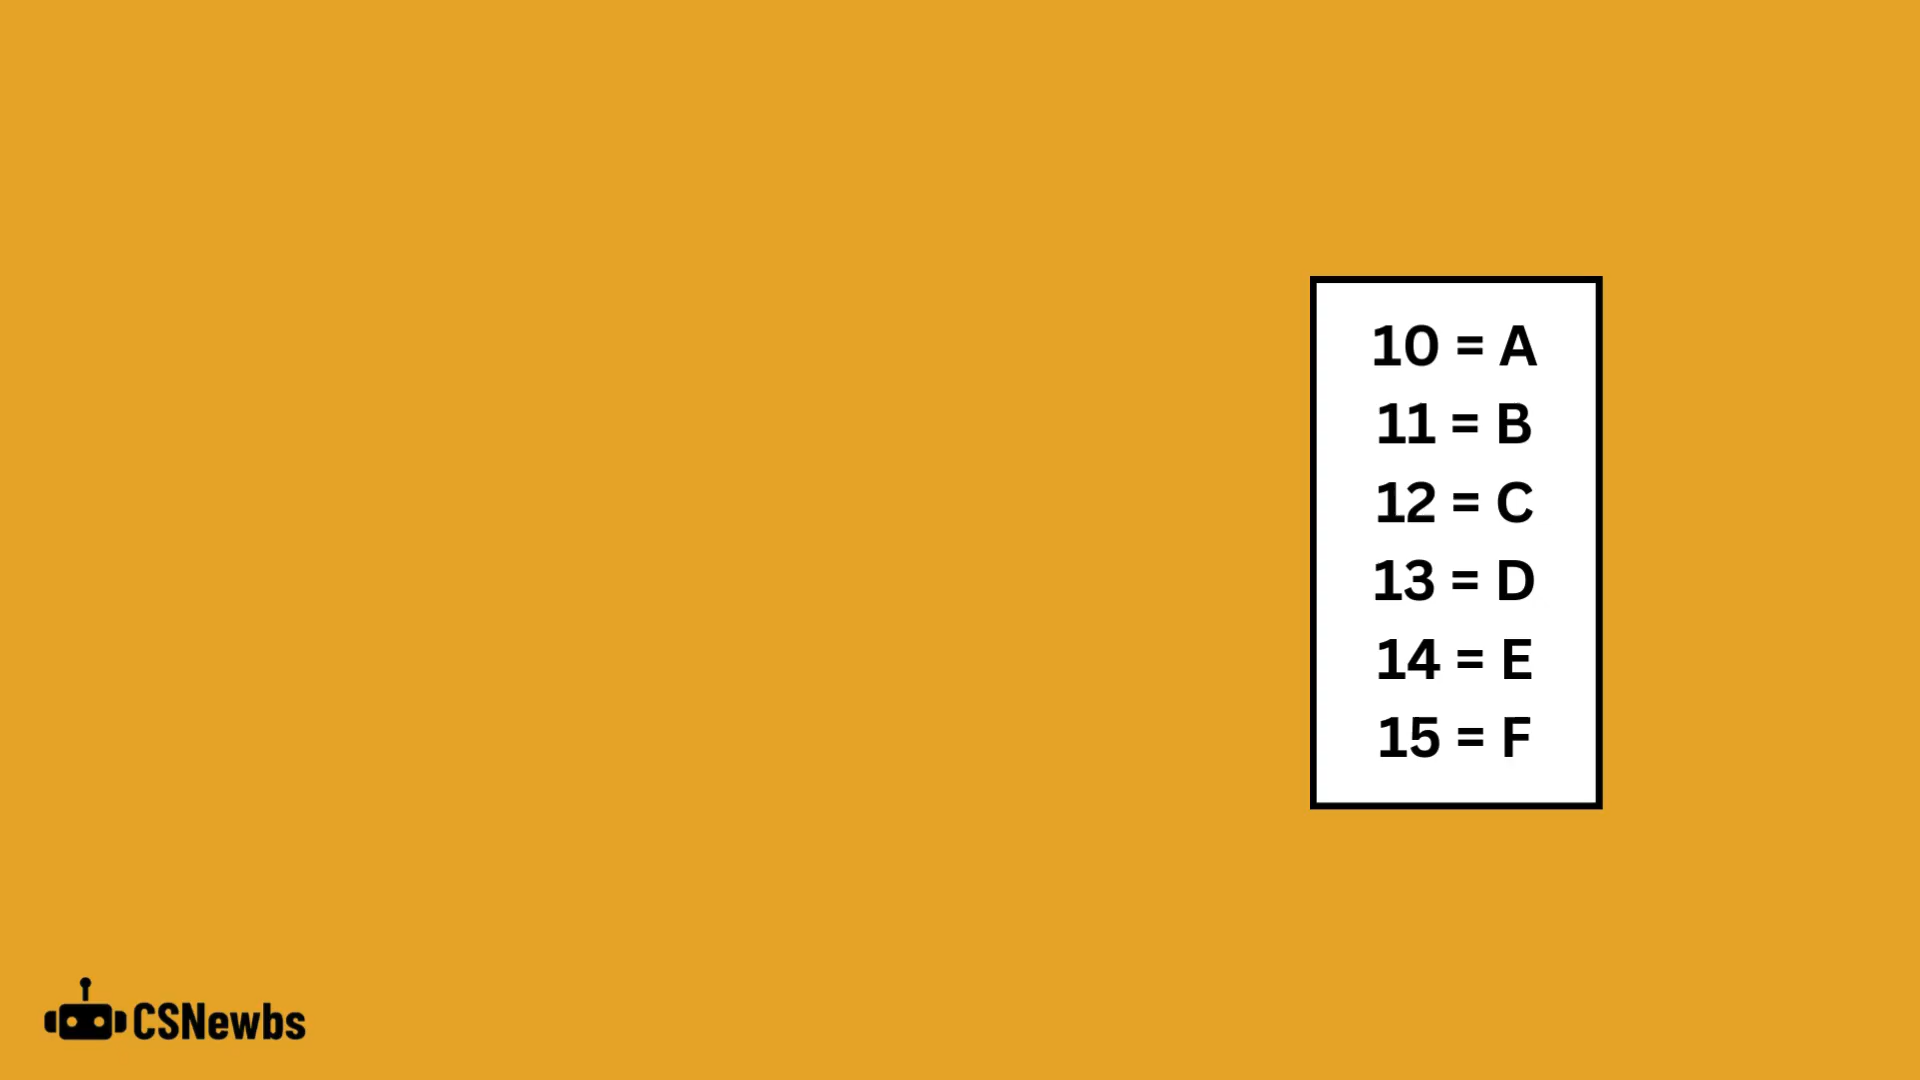 10 = A
11 = B
12 = C
13 = D
14 = E
15 = F
CSNewbs